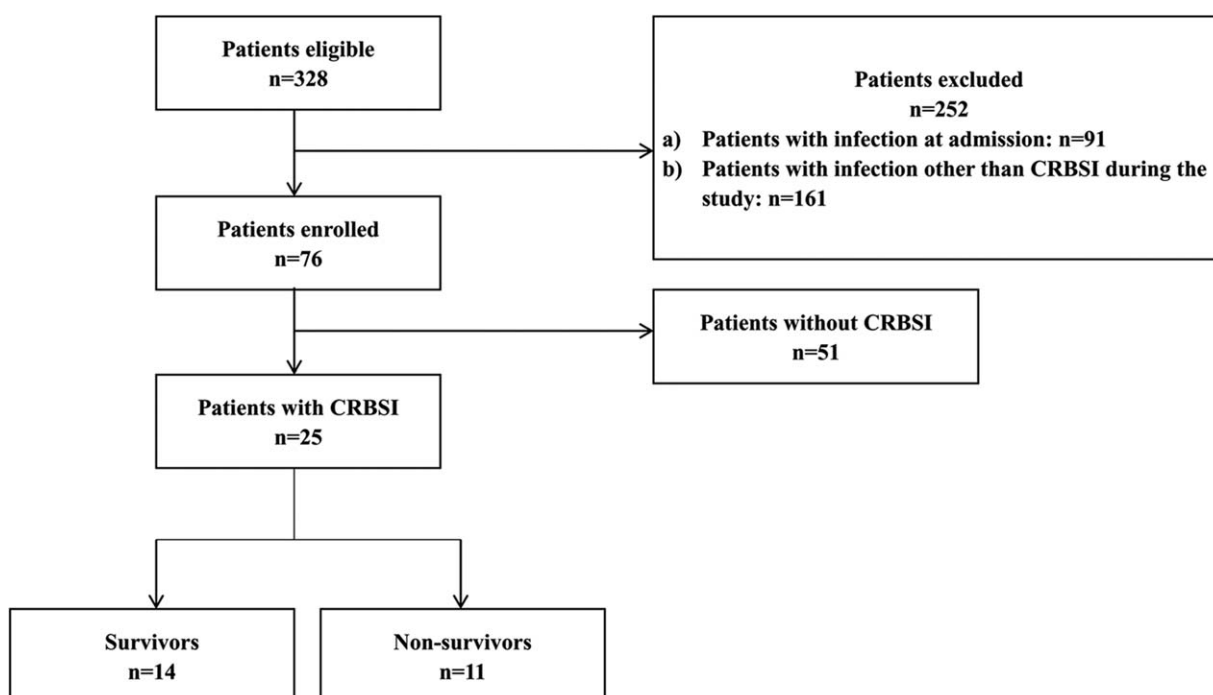 Patients eligible
n=328
Patients excluded
n=252
a) Patients with infection at admission: n=91
b) Patients with infection other than CRBSI during the
study: n=161
Patients enrolled
n=76
Patients without CRBSI
n=51
Patients with CRBSI
n=25
Survivors
n=14
Non-survivors
n=11